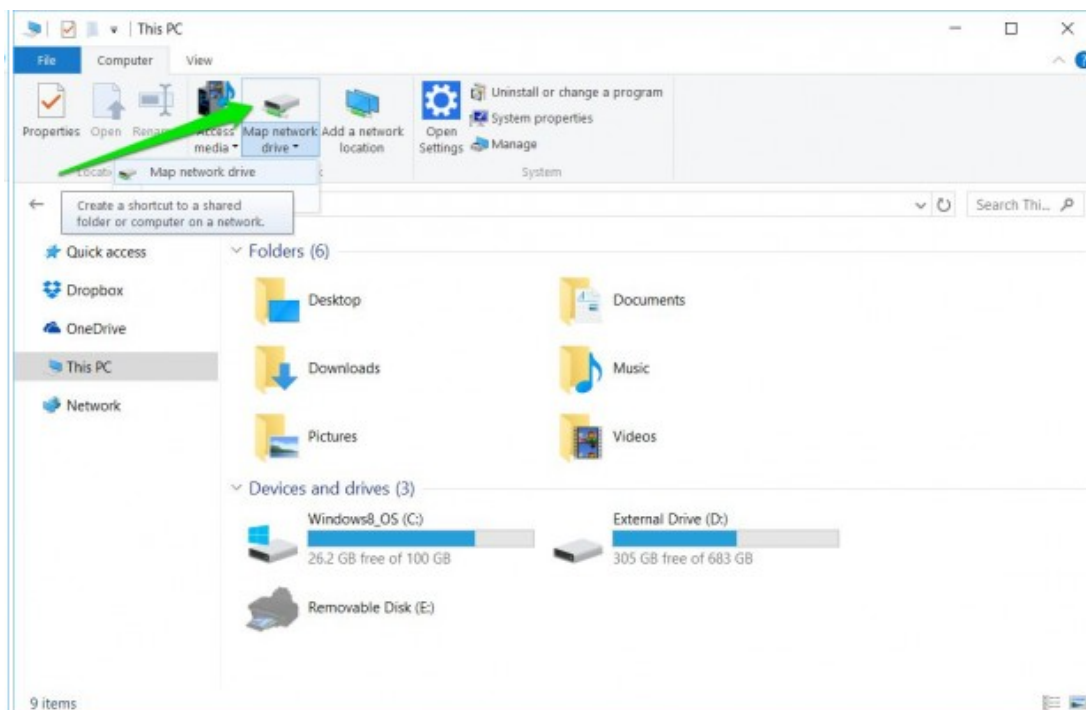 This PC
File Computer View
Properties Open media Map network drive Add a network location Open Settings
Uninstall or change a program
System properties
Manage
System
Map network drive
Create a shortcut to a shared
folder or computer on a network.
Search Thi...
Quick access
Dropbox
OneDrive
This PC
Network
Folders (6)
Desktop
Documents
Downloads
Music
Pictures
Videos
Devices and drives (3)
Windows8_OS (C:)
26.2 GB free of 100 GB
External Drive (D:)
305 GB free of 683 GB
Removable Disk (E:)
9 items